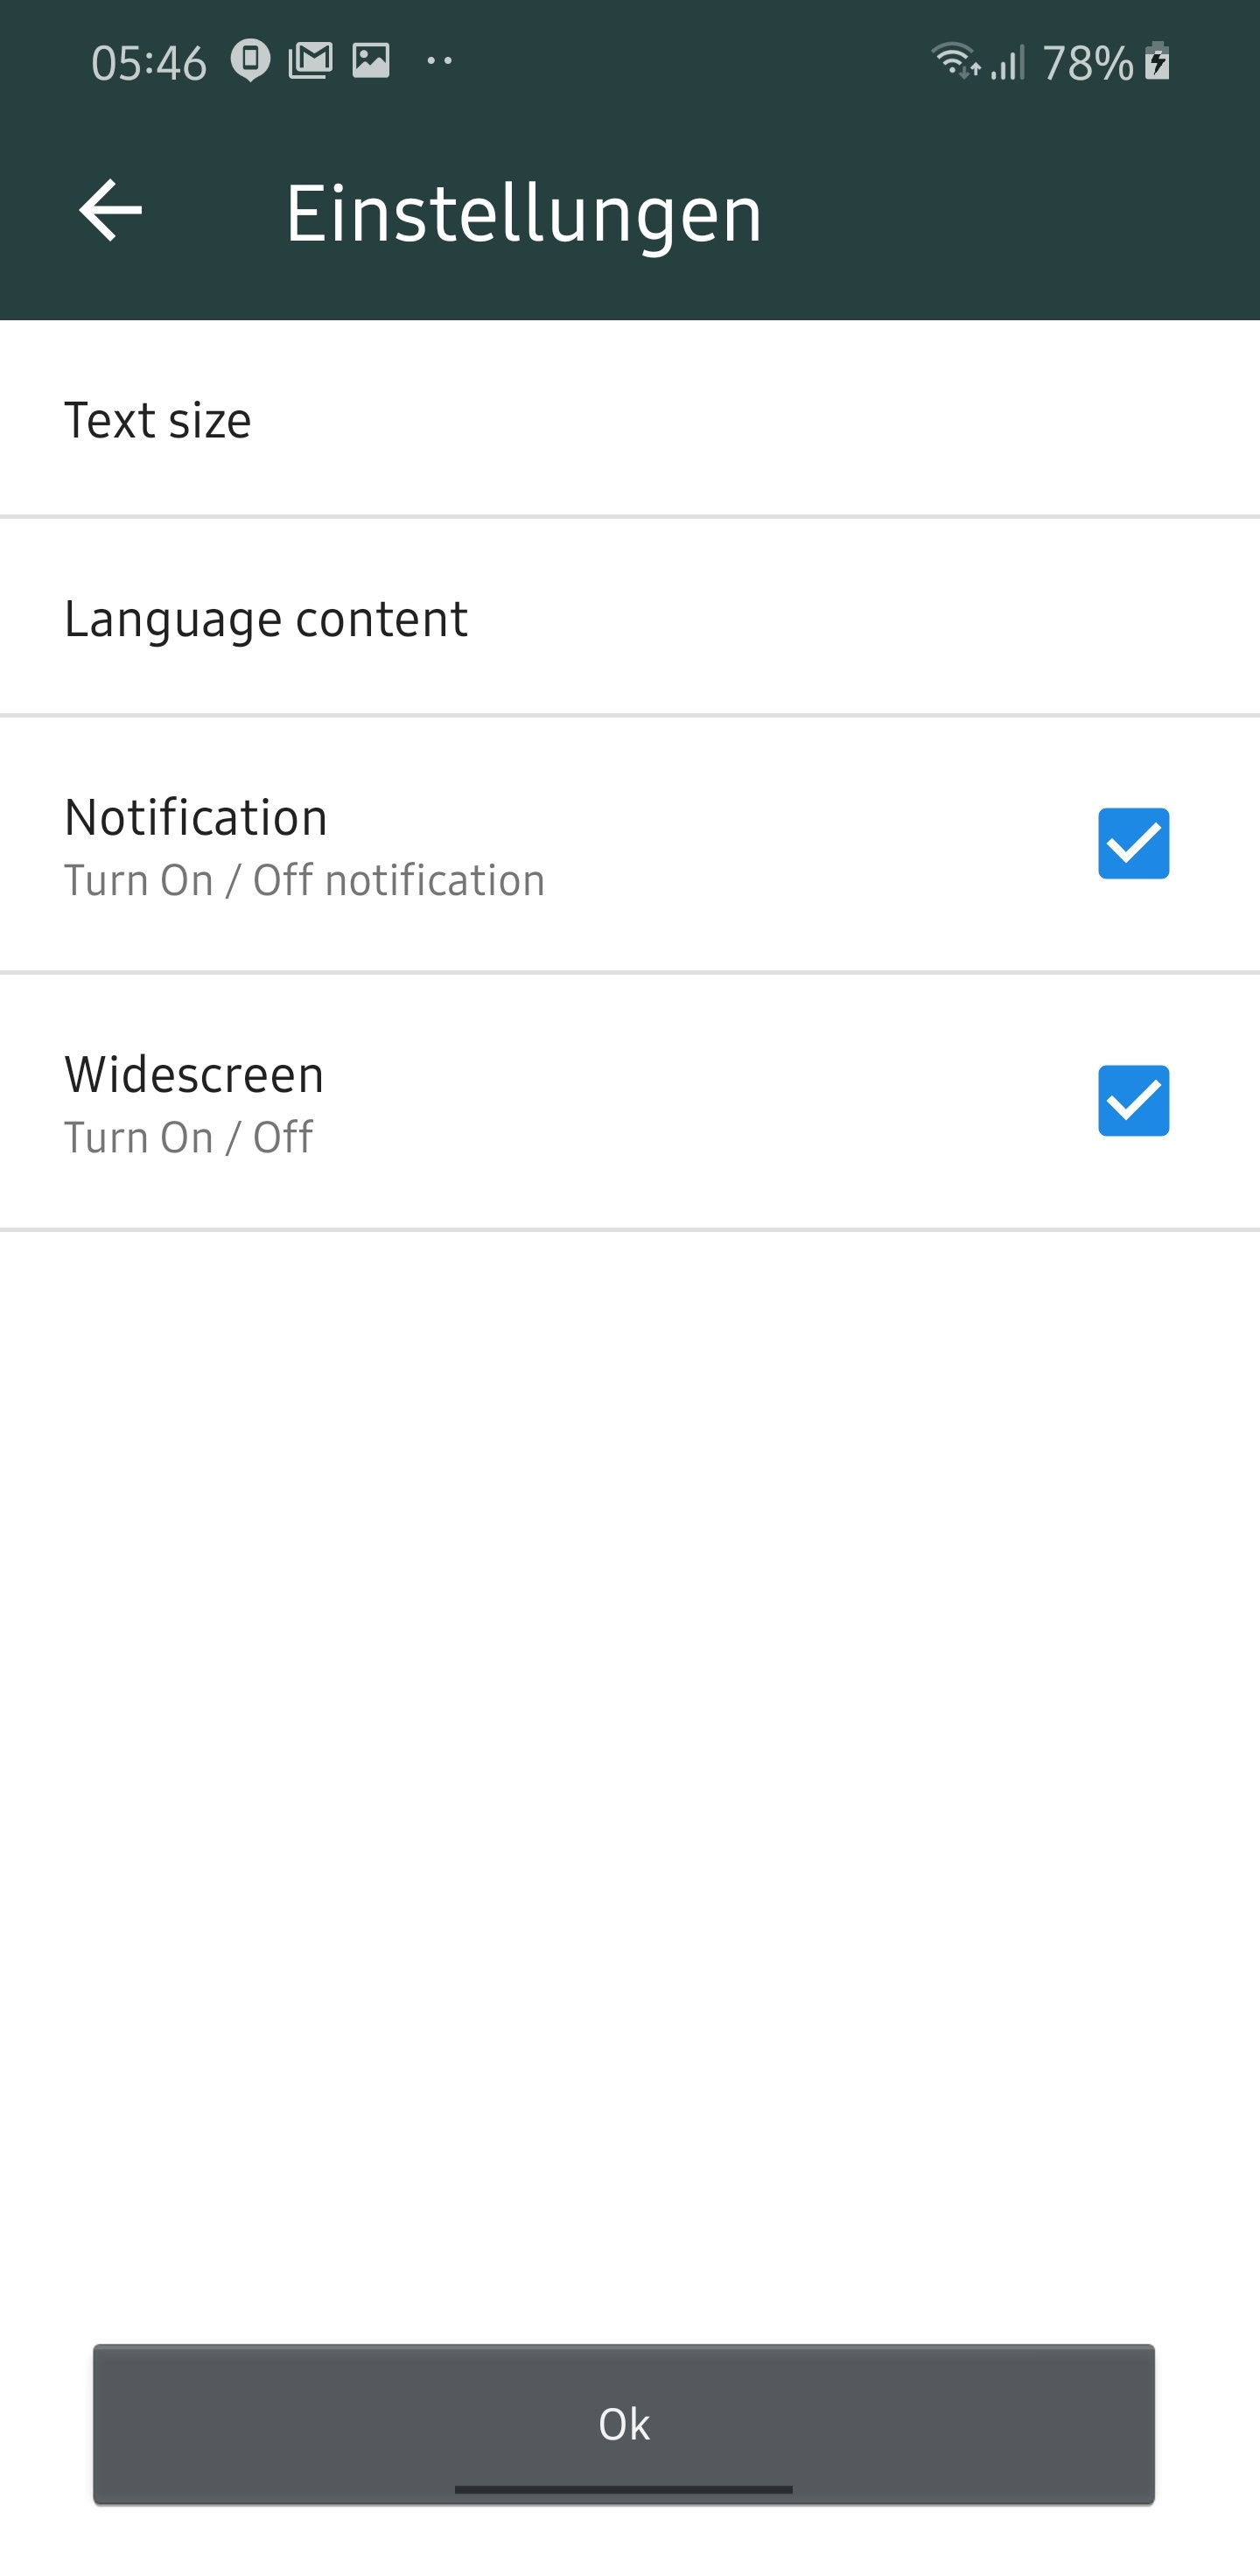 05:46 78%
Einstellungen
Text size
Language content
Notification
Turn On / Off notification
Widescreen
Turn On / Off
Ok